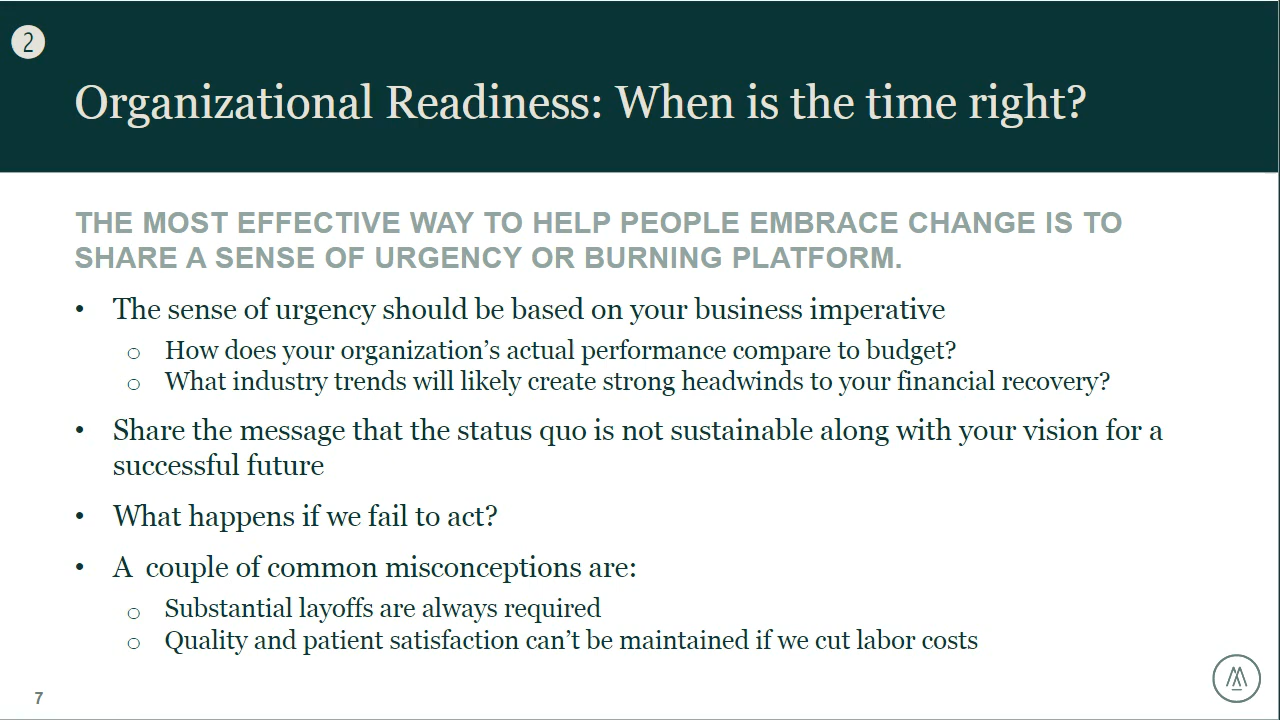 2
Organizational Readiness: When is the time right?
THE MOST EFFECTIVE WAY TO HELP PEOPLE EMBRACE CHANGE IS TO
SHARE A SENSE OF URGENCY OR BURNING PLATFORM.
• The sense of urgency should be based on your business imperative
o How does your organization’s actual performance compare to budget?
o What industry trends will likely create strong headwinds to your financial recovery?
• Share the message that the status quo is not sustainable along with your vision for a
successful future
• What happens if we fail to act?
• A  couple of common misconceptions are:
o Substantial layoffs are always required
o Quality and patient satisfaction can’t be maintained if we cut labor costs
7